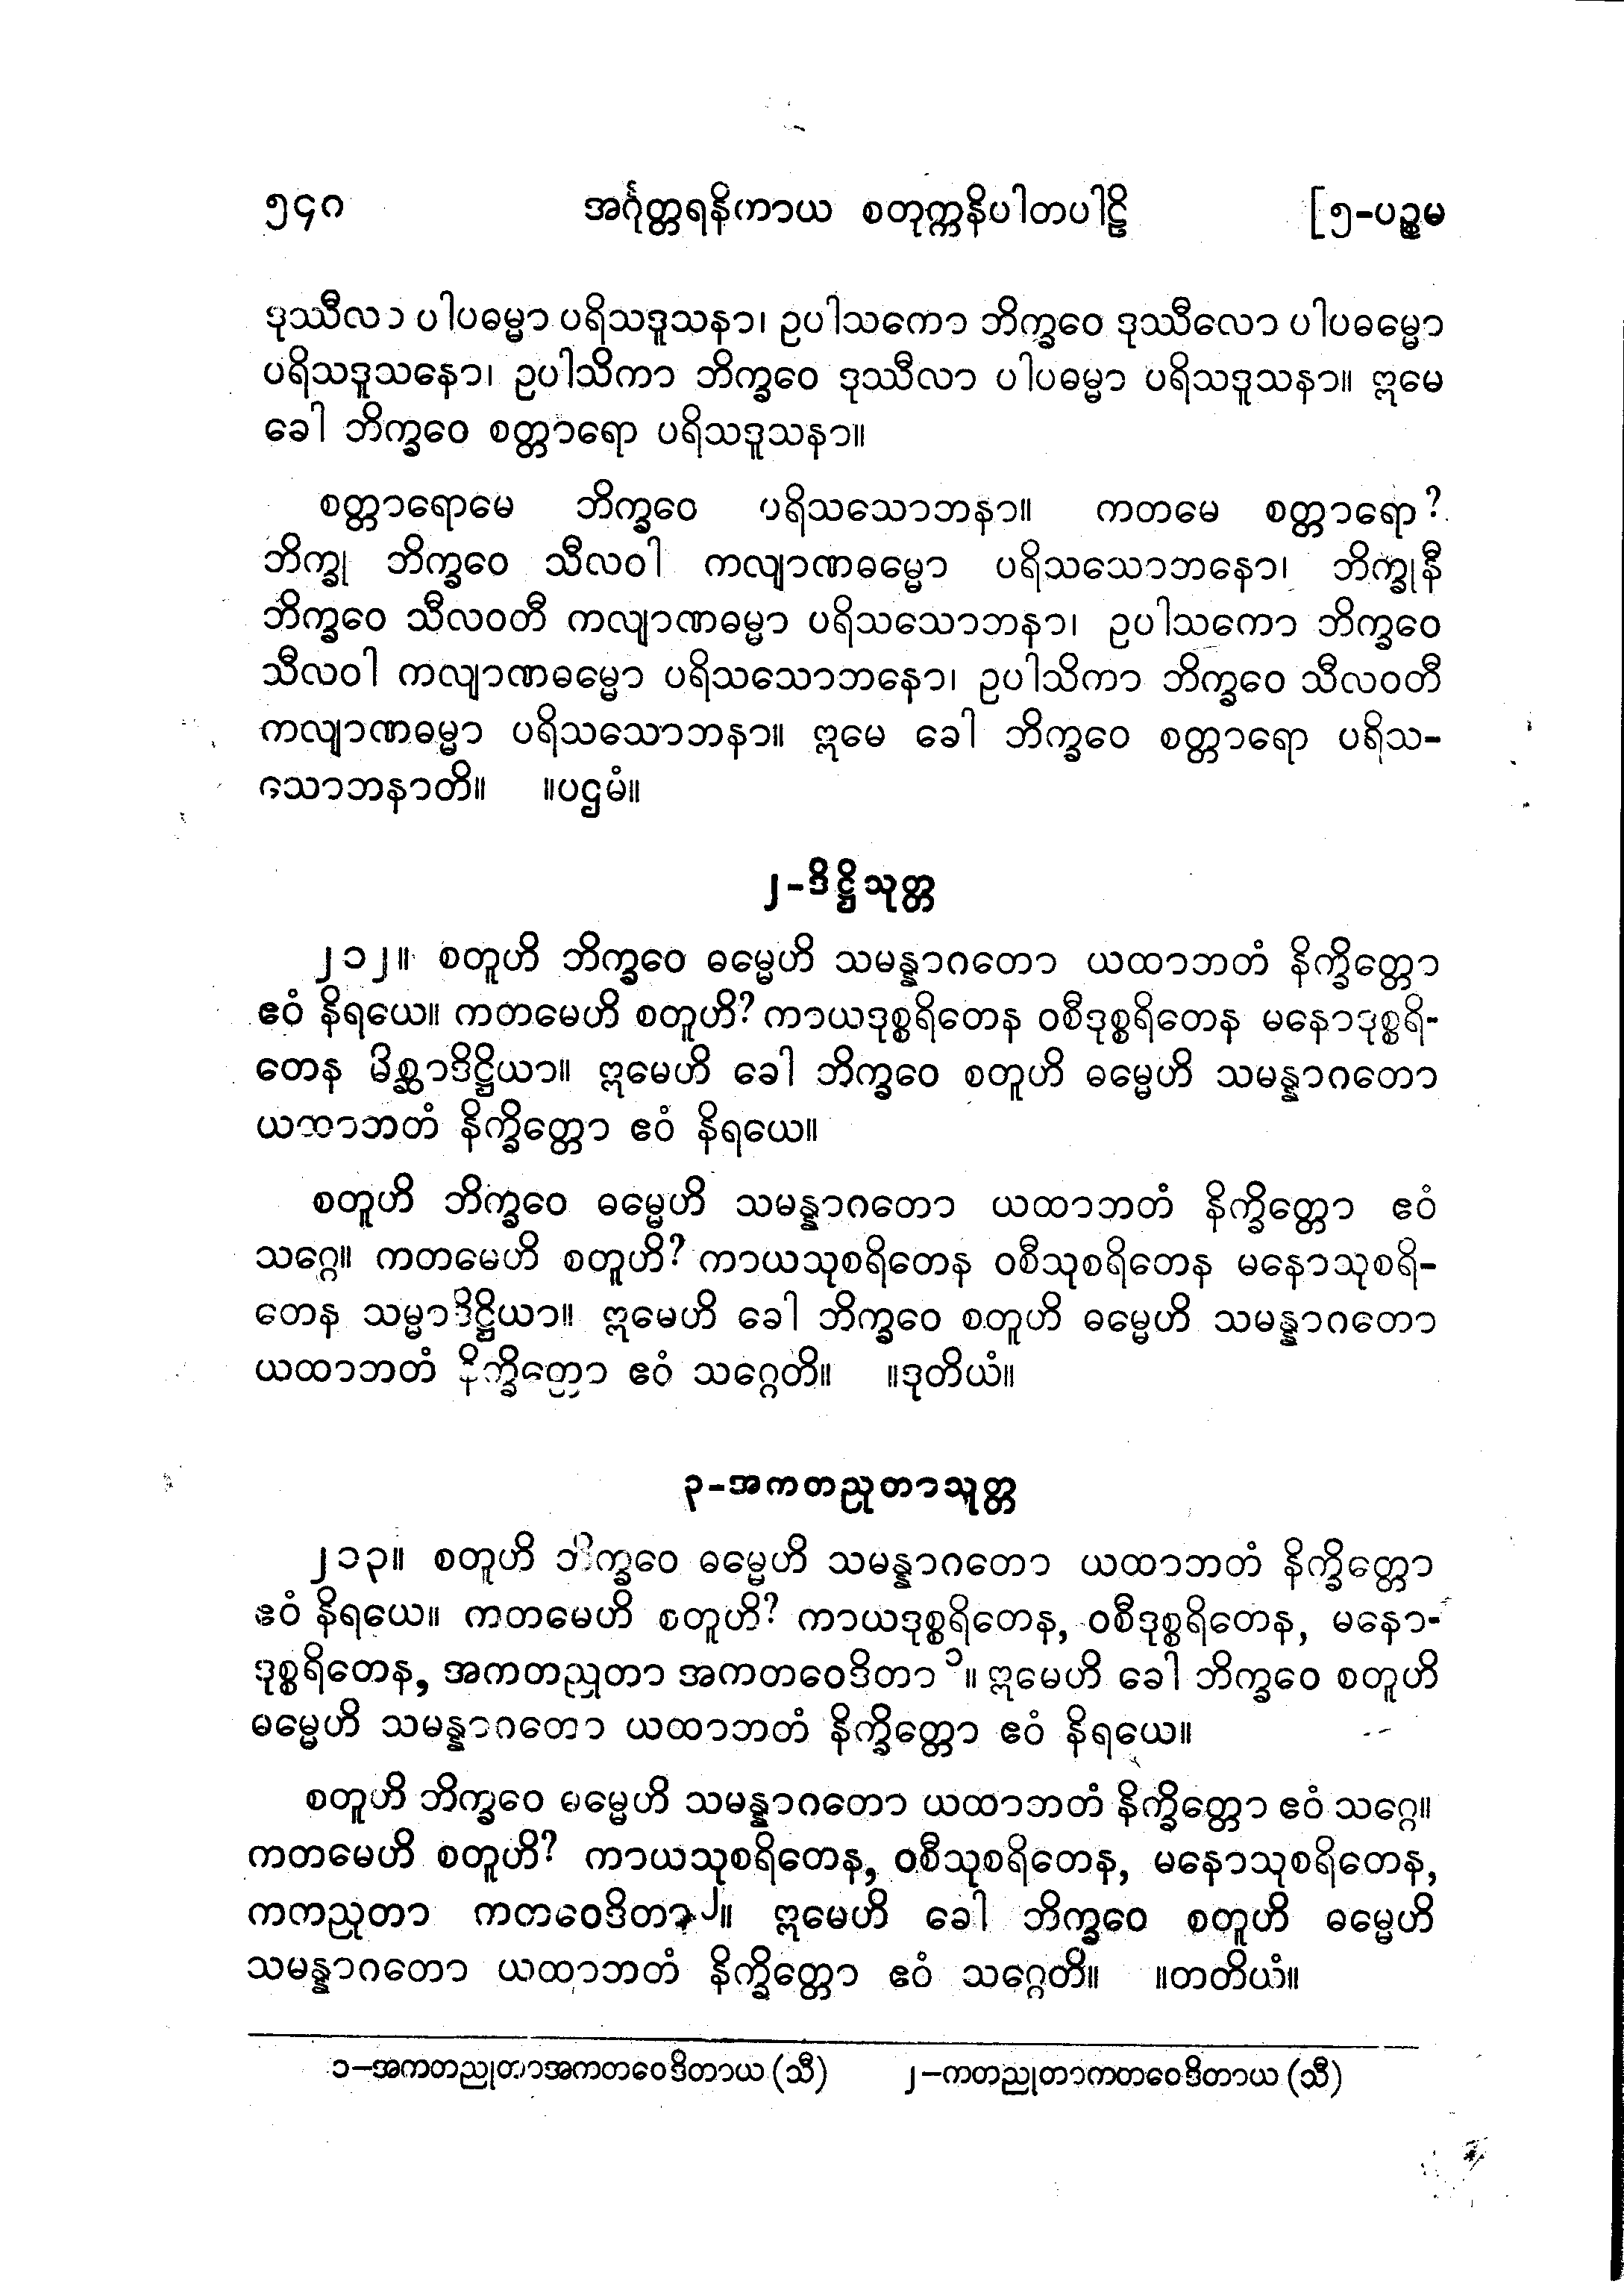 ၅၄၈ အင်္ဂုတ္တရနိကာယ စတုက္ကနိပါတပါဠိ [၅-ပဉ္စမ
ဒုဿီလာ ပါပဓမ္မာ ပရိသဒူသနာ၊ ဥပါသကော ဘိက္ခဝေ ဒုဿီလော ပါပဓမ္မော
ပရိသဒူသနော၊ ဥပါသိကာ ဘိက္ခဝေ ဒုဿီလာ ပါပဓမ္မာ ပရိသဒူသနာ။ ဣမေ
ခေါ ဘိက္ခဝေ စတ္တာရော ပရိသဒူသနာ။
စတ္တာရောမေ ဘိက္ခဝေ ပရိသသောဘနာ။ ကတမေ စတ္တာရော?
ဘိက္ခု ဘိက္ခဝေ သီလဝါ ကလျာဏဓမ္မော ပရိသသောဘနော၊ ဘိက္ခုနီ
ဘိက္ခဝေ သီလဝတီ ကလျာဏဓမ္မာ ပရိသသောဘနာ၊ ဥပါသကော ဘိက္ခဝေ
သီလဝါ ကလျာဏဓမ္မော ပရိသသောဘနော၊ ဥပါသိကာ ဘိက္ခဝေ သီလဝတီ
ကလျာဏဓမ္မာ ပရိသသောဘနာ။ ဣမေ ခေါ ဘိက္ခဝေ စတ္တာရော ပရိသ-
သောဘနာတိ။ ။ပဌမံ။
၂-ဒိဋ္ဌိသုတ္တ
၂၁၂။ စတူဟိ ဘိက္ခဝေ ဓမ္မေဟိ သမန္နာဂတော ယထာဘတံ နိက္ခိတ္တော
ဧဝံ နိရယေ။ ကတမေဟိ စတူဟိ? ကာယဒုစ္စရိတေန ဝစီဒုစ္စရိတေန မနောဒုစ္စရိ-
တေန မိစ္ဆာဒိဋ္ဌိယာ။ ဣမေဟိ ခေါ ဘိက္ခဝေ စတူဟိ ဓမ္မေဟိ သမန္နာဂတော
ယထာဘတံ နိက္ခိတ္တော ဧဝံ နိရယေ။
စတူဟိ ဘိက္ခဝေ ဓမ္မေဟိ သမန္နာဂတော ယထာဘတံ နိက္ခိတ္တော ဧဝံ
သဂ္ဂေ။ ကတမေဟိ စတူဟိ? ကာယသုစရိတေန ဝစီသုစရိတေန မနောသုစရိ-
တေန သမ္မာဒိဋ္ဌိယာ။ ဣမေဟိ ခေါ ဘိက္ခဝေ စတူဟိ ဓမ္မေဟိ သမန္နာဂတော
ယထာဘတံ နိက္ခိတ္တော ဧဝံ သဂ္ဂေတိ။ ။ဒုတိယံ။
၃-အကတညုတာသုတ္တ
၂၁၃။ စတူဟိ ဘိက္ခဝေ ဓမ္မေဟိ သမန္နာဂတော ယထာဘတံ နိက္ခိတ္တော
ဧဝံ နိရယေ။ ကတမေဟိ စတူဟိ? ကာယဒုစ္စရိတေန, ဝစီဒုစ္စရိတေန, မနော-
ဒုစ္စရိတေန, အကတညုတာ အကတဝေဒိတာ ၁။ ဣမေဟိ ခေါ ဘိက္ခဝေ စတူဟိ
ဓမ္မေဟိ သမန္နာဂတော ယထာဘတံ နိက္ခိတ္တော ဧဝံ နိရယေ။
စတူဟိ ဘိက္ခဝေ ဓမ္မေဟိ သမန္နာဂတော ယထာဘတံ နိက္ခိတ္တော ဧဝံ သဂ္ဂေ။
ကတမေဟိ စတူဟိ? ကာယသုစရိတေန, ဝစီသုစရိတေန, မနောသုစရိတေန,
ကကညုတာ ကတဝေဒိတာ ၂။ ဣမေဟိ ခေါ ဘိက္ခဝေ စတူဟိ ဓမ္မေဟိ
သမန္နာဂတော ယထာဘတံ နိက္ခိတ္တော ဧဝံ သဂ္ဂေတိ။ ။တတိယံ။
၁–အကတညုတာအကတဝေဒိတာယ (သီ) ၂–ကတညုတာကတဝေဒိတာယ (သီ)